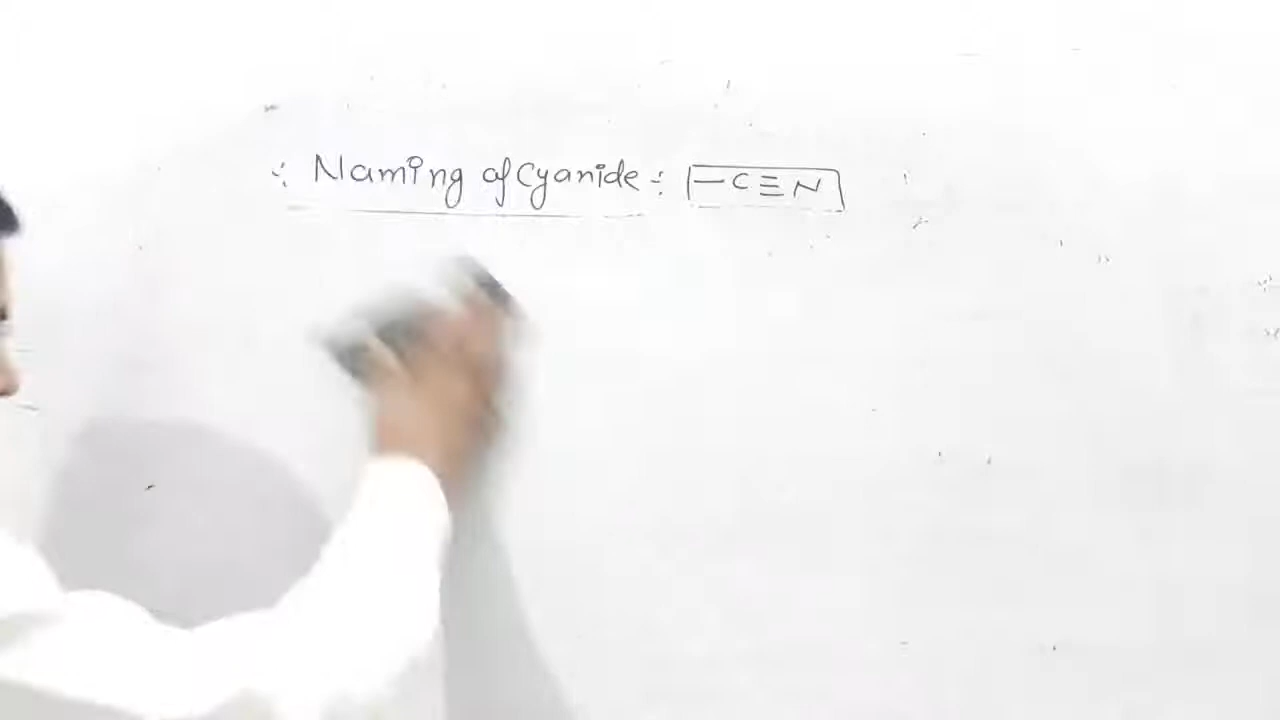 : Naming of Cyanide : —C≡N